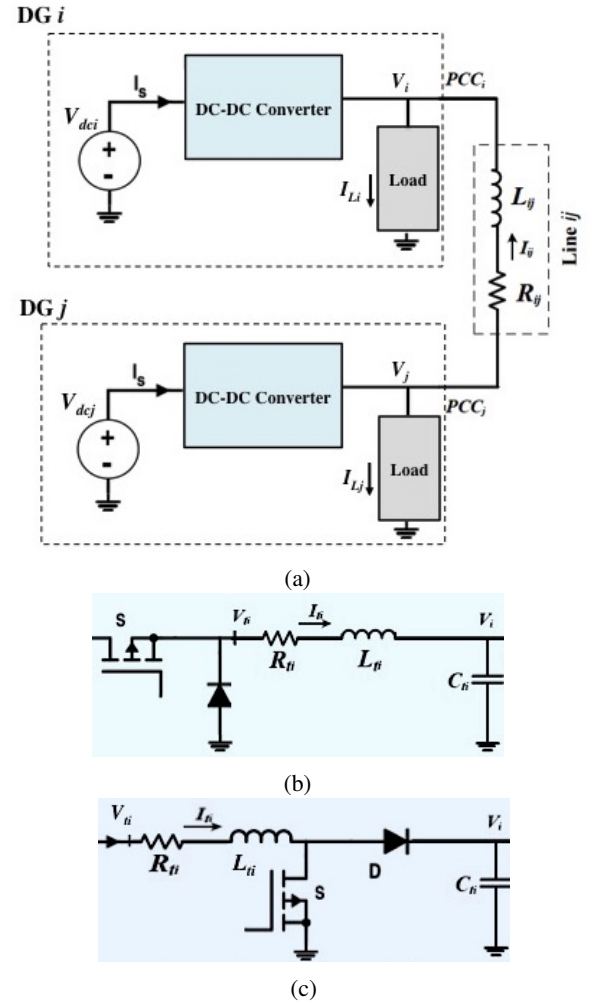 DG i
I_s
V_dci
+
-
DC-DC Converter
V_i
PCC_i
I_Li
Load
L_ij
I_ij
R_ij
Line ij
DG j
I_s
V_dcj
+
-
DC-DC Converter
V_j
PCC_j
I_Lj
Load
(a)
S
V_ti
I_ti
R_ti
L_ti
V_i
C_ti
(b)
V_ti
I_ti
R_ti
L_ti
S
D
V_i
C_ti
(c)